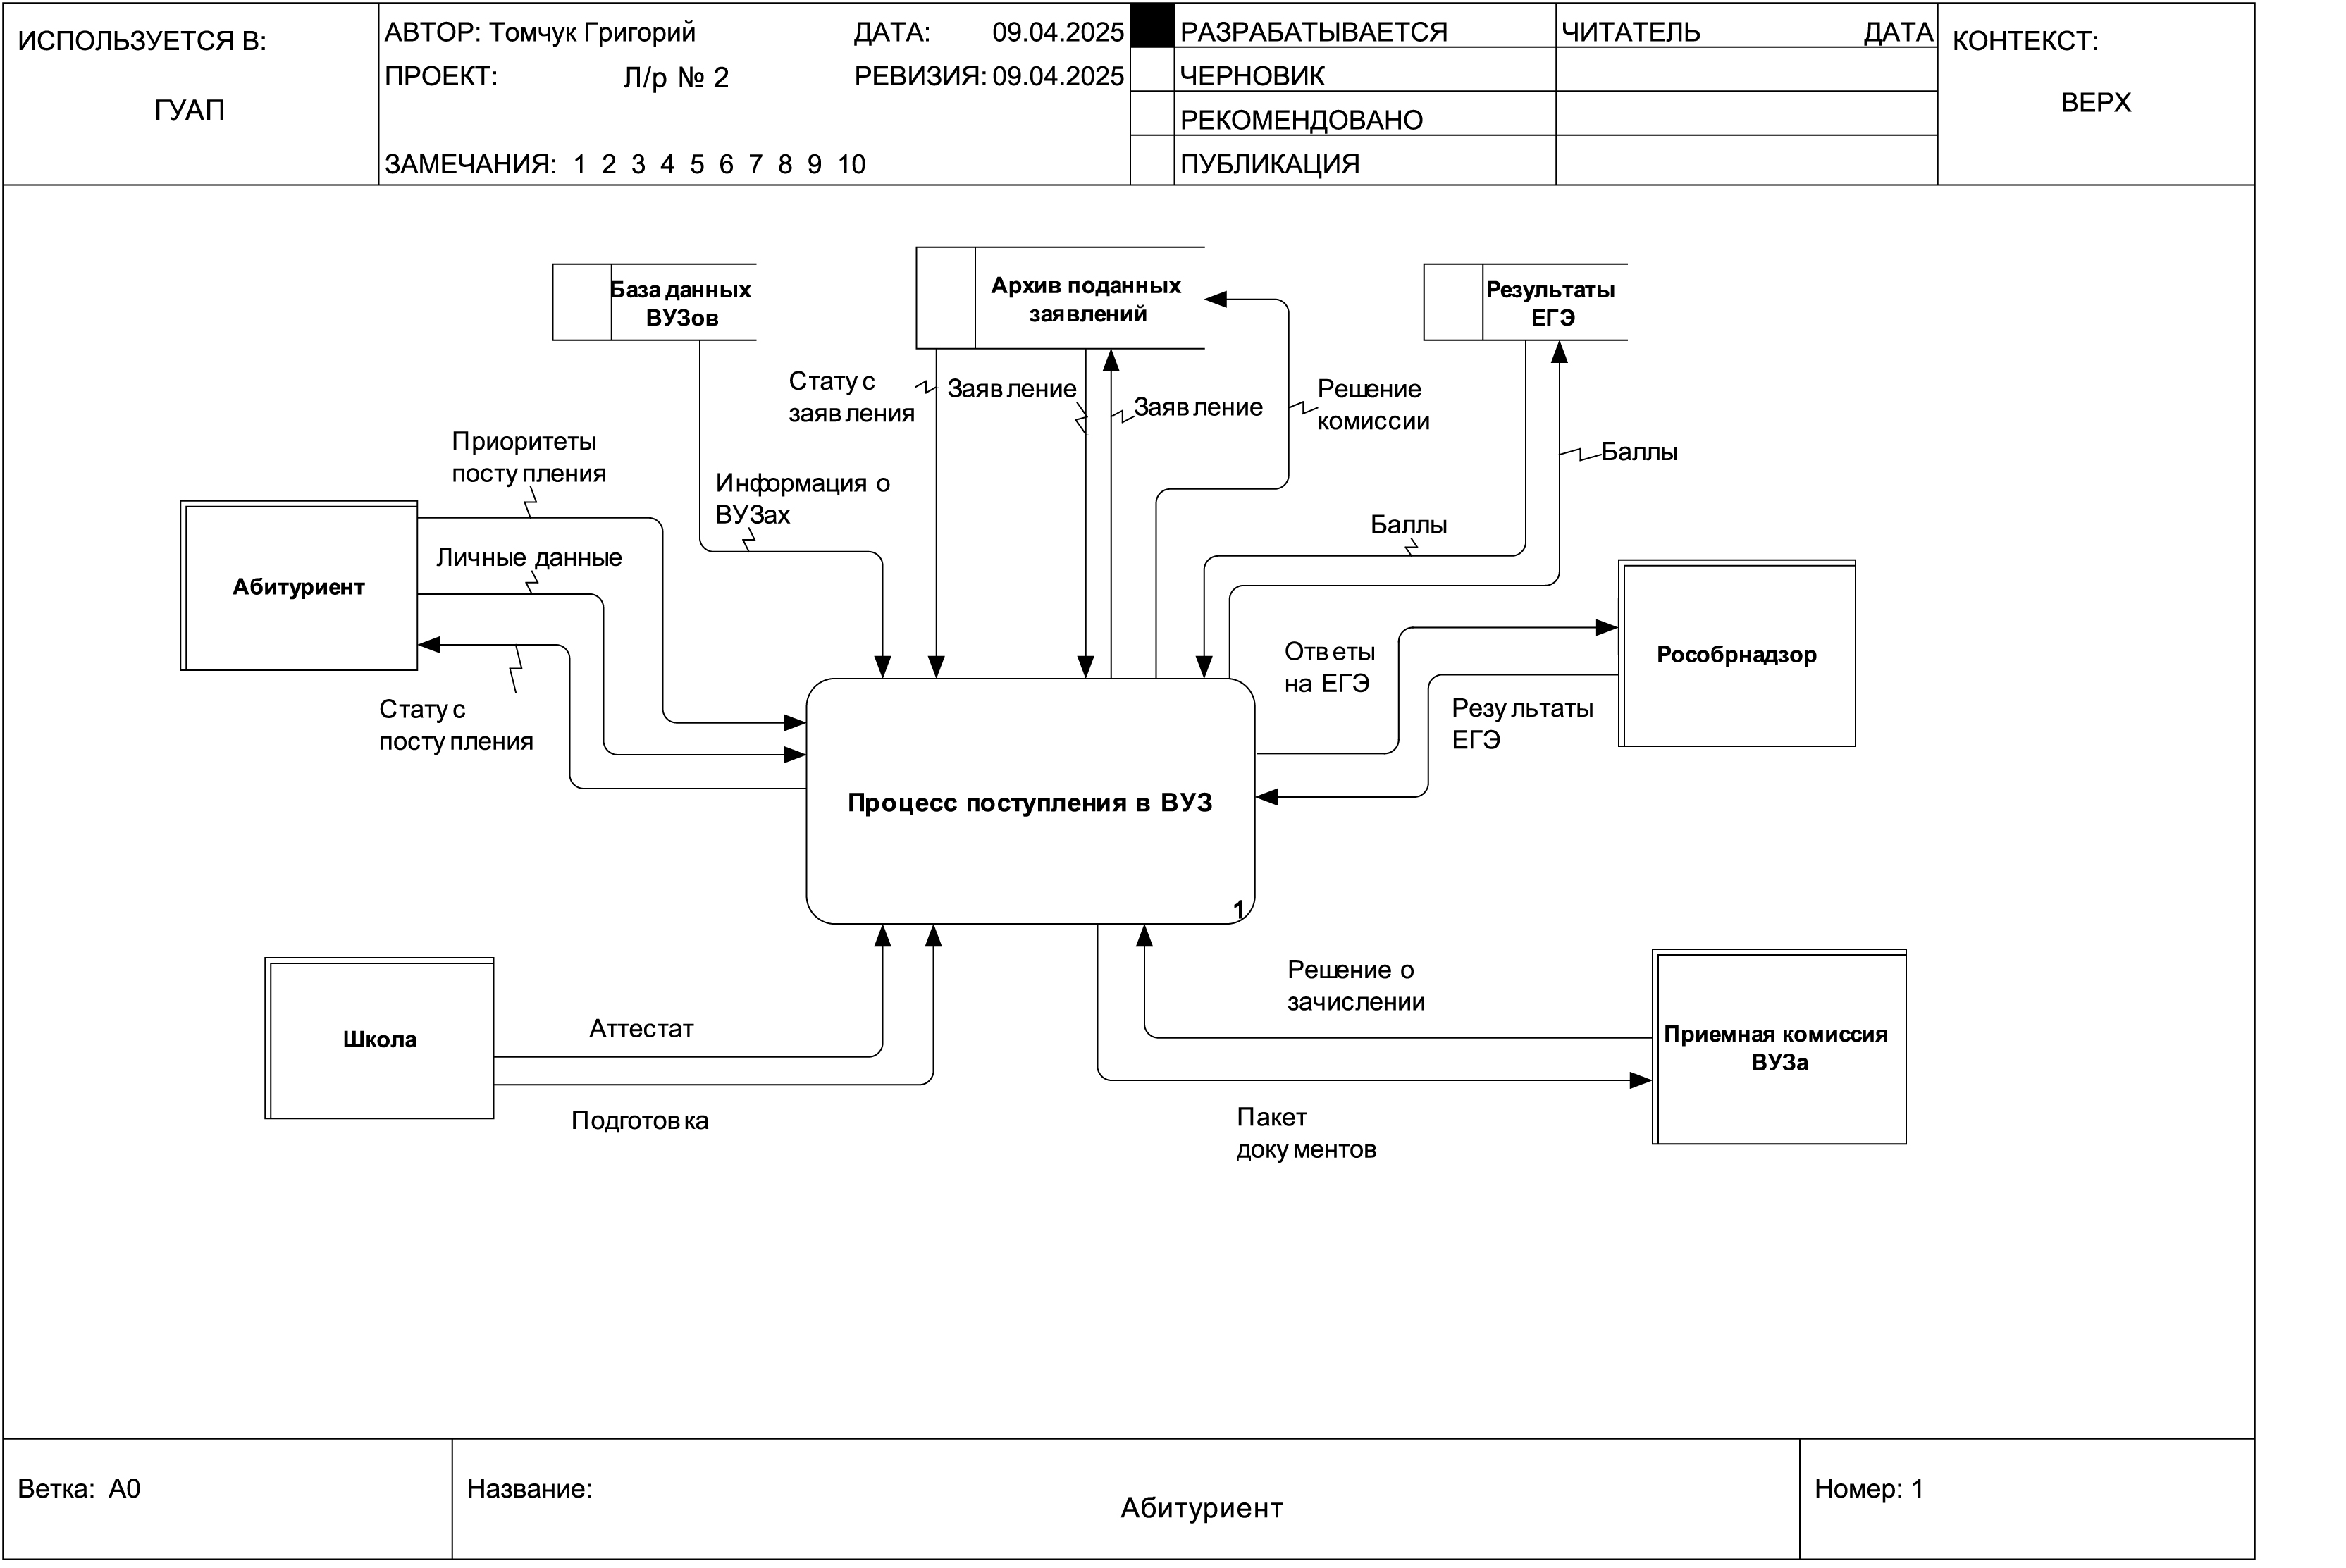 ИСПОЛЬЗУЕТСЯ В:
ГУАП
АВТОР: Томчук Григорий
ДАТА: 09.04.2025
ПРОЕКТ: Л/р № 2
РЕВИЗИЯ: 09.04.2025
ЗАМЕЧАНИЯ: 1 2 3 4 5 6 7 8 9 10
РАЗРАБАТЫВАЕТСЯ
ЧЕРНОВИК
РЕКОМЕНДОВАНО
ПУБЛИКАЦИЯ
ЧИТАТЕЛЬ ДАТА
КОНТЕКСТ:
ВЕРХ
База данных
ВУЗов
Архив поданных
заявлений
Результаты
ЕГЭ
Статус
заявления
Заявление
Заявление
Решение
комиссии
Баллы
Приоритеты
поступления
Информация о
ВУЗах
Баллы
Личные данные
Абитуриент
Статус
поступления
Ответы
на ЕГЭ
Рособрнадзор
Результаты
ЕГЭ
Процесс поступления в ВУЗ
1
Школа
Аттестат
Подготовка
Решение о
зачислении
Приемная комиссия
ВУЗа
Пакет
документов
Ветка: A0
Название:
Абитуриент
Номер: 1